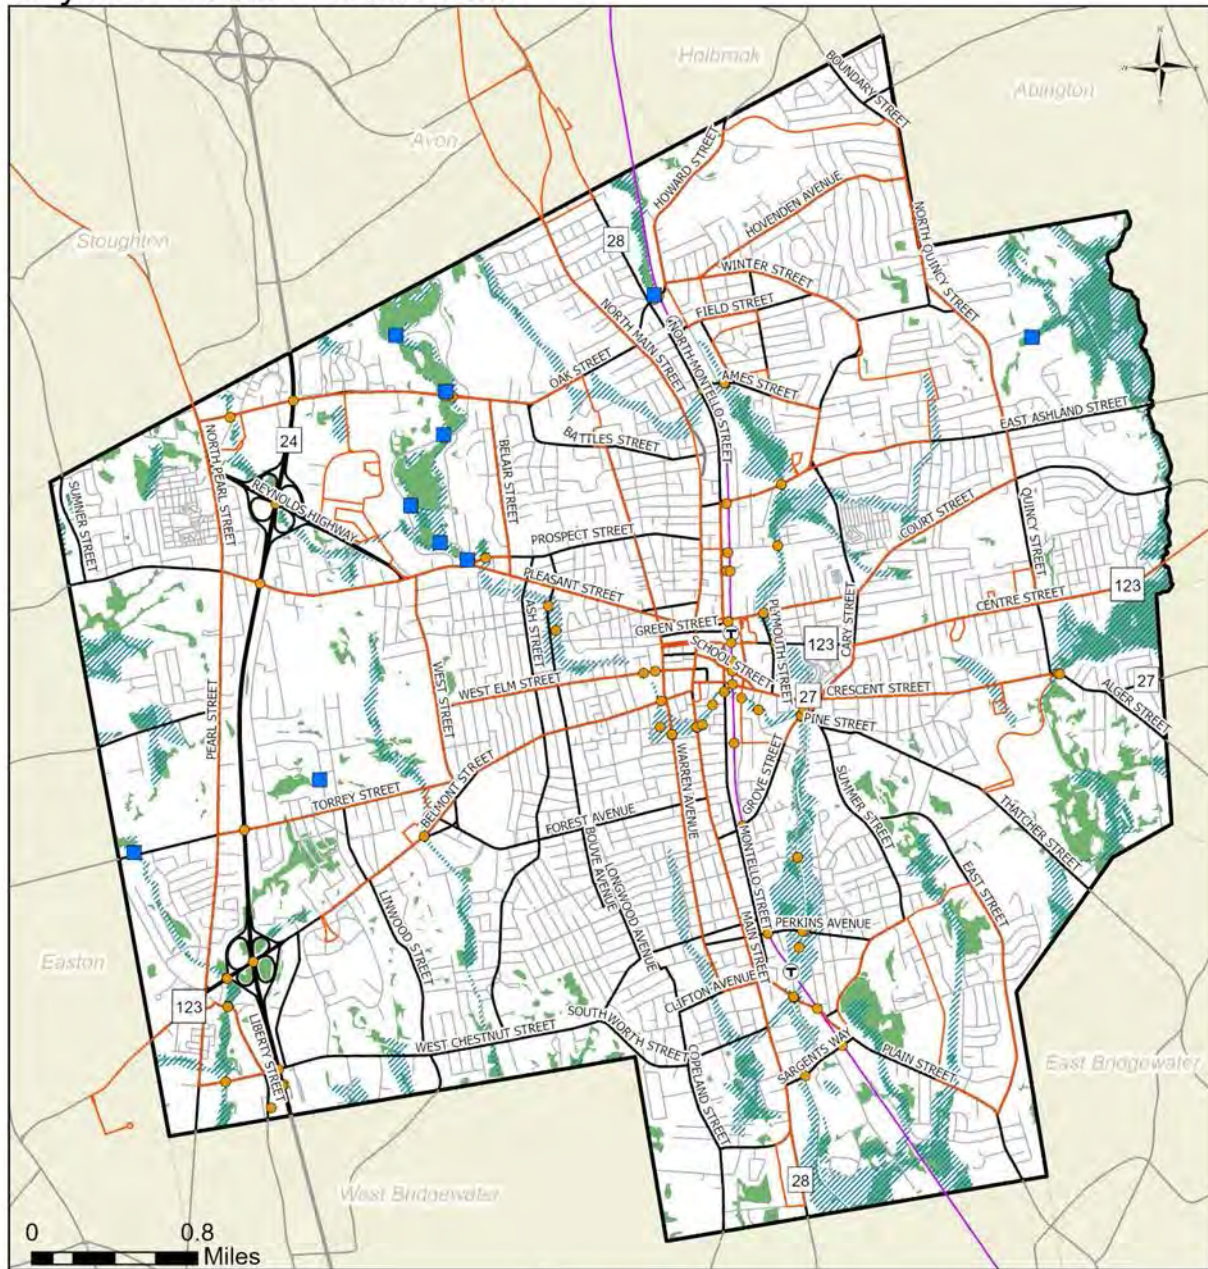 Holbrook
BOUNDARY STREET
Abington
Avon
HOWARD STREET
HOVENDEN AVENUE
NORTH QUINCY STREET
Stoughton
28
WINTER STREET
FIELD STREET
NORTH MAIN STREET
NORTH MONTELLO STREET
OAK STREET
AMES STREET
EAST ASHLAND STREET
24
BATTLES STREET
BELAIR STREET
NORTH PEARL STREET
REYNOLDS HIGHWAY
SUMNER STREET
COURT STREET
QUINCY STREET
PROSPECT STREET
PLEASANT STREET
123
CENTRE STREET
ASH STREET
GREEN STREET
T
PLYMOUTH STREET
123
CARY STREET
SCHOOL STREET
WEST STREET
WEST ELM STREET
27
CRESCENT STREET
27
ALGER STREET
PEARL STREET
PINE STREET
WARREN AVENUE
GROVE STREET
SUMMER STREET
TORREY STREET
BELMONT STREET
FOREST AVENUE
THATCHER STREET
BOUVE AVENUE
LONGWOOD AVENUE
MONTELLO STREET
EAST STREET
LINWOOD STREET
MAIN STREET
PERKINS AVENUE
Easton
T
CLIFTON AVENUE
123
SOUTHWORTH STREET
LIBERTY STREET
WEST CHESTNUT STREET
COPELAND STREET
SARGENTS WAY
PLAIN STREET
East Bridgewater
West Bridgewater
28
0 0.8
Miles